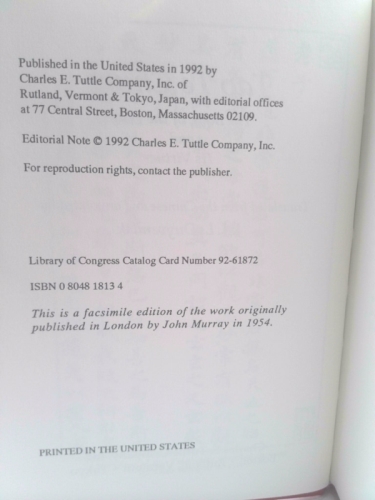 Published in the United States in 1992 by
Charles E. Tuttle Company, Inc. of
Rutland, Vermont & Tokyo, Japan, with editorial offices
at 77 Central Street, Boston, Massachusetts 02109.
Editorial Note © 1992 Charles E. Tuttle Company, Inc.
For reproduction rights, contact the publisher.
Library of Congress Catalog Card Number 92-61872
ISBN 0 8048 1813 4
This is a facsimile edition of the work originally
published in London by John Murray in 1954.
PRINTED IN THE UNITED STATES